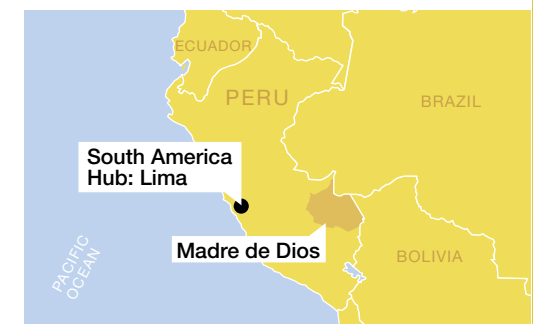 ECUADOR
PERU
BRAZIL
South America
Hub: Lima
Madre de Dios
BOLIVIA
PACIFIC
OCEAN